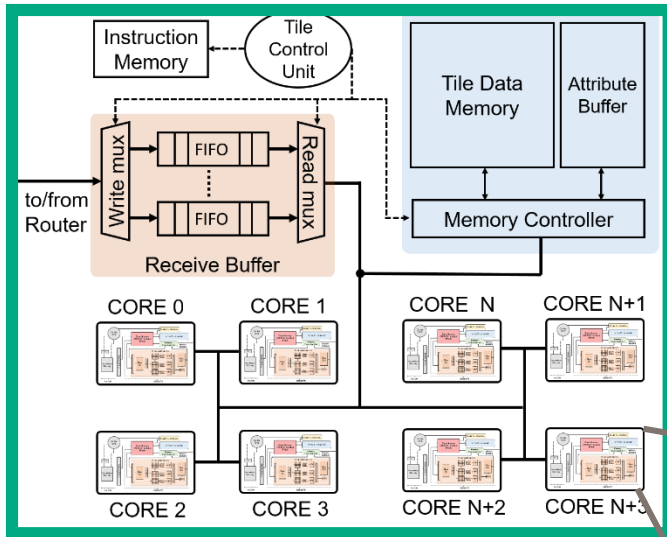 Instruction
Memory
Tile
Control
Unit
Tile Data
Memory
Attribute
Buffer
Write mux
FIFO
FIFO
Read mux
to/from
Router
Receive Buffer
Memory Controller
CORE 0
CORE 1
CORE N
CORE N+1
CORE 2
CORE 3
CORE N+2
CORE N+3